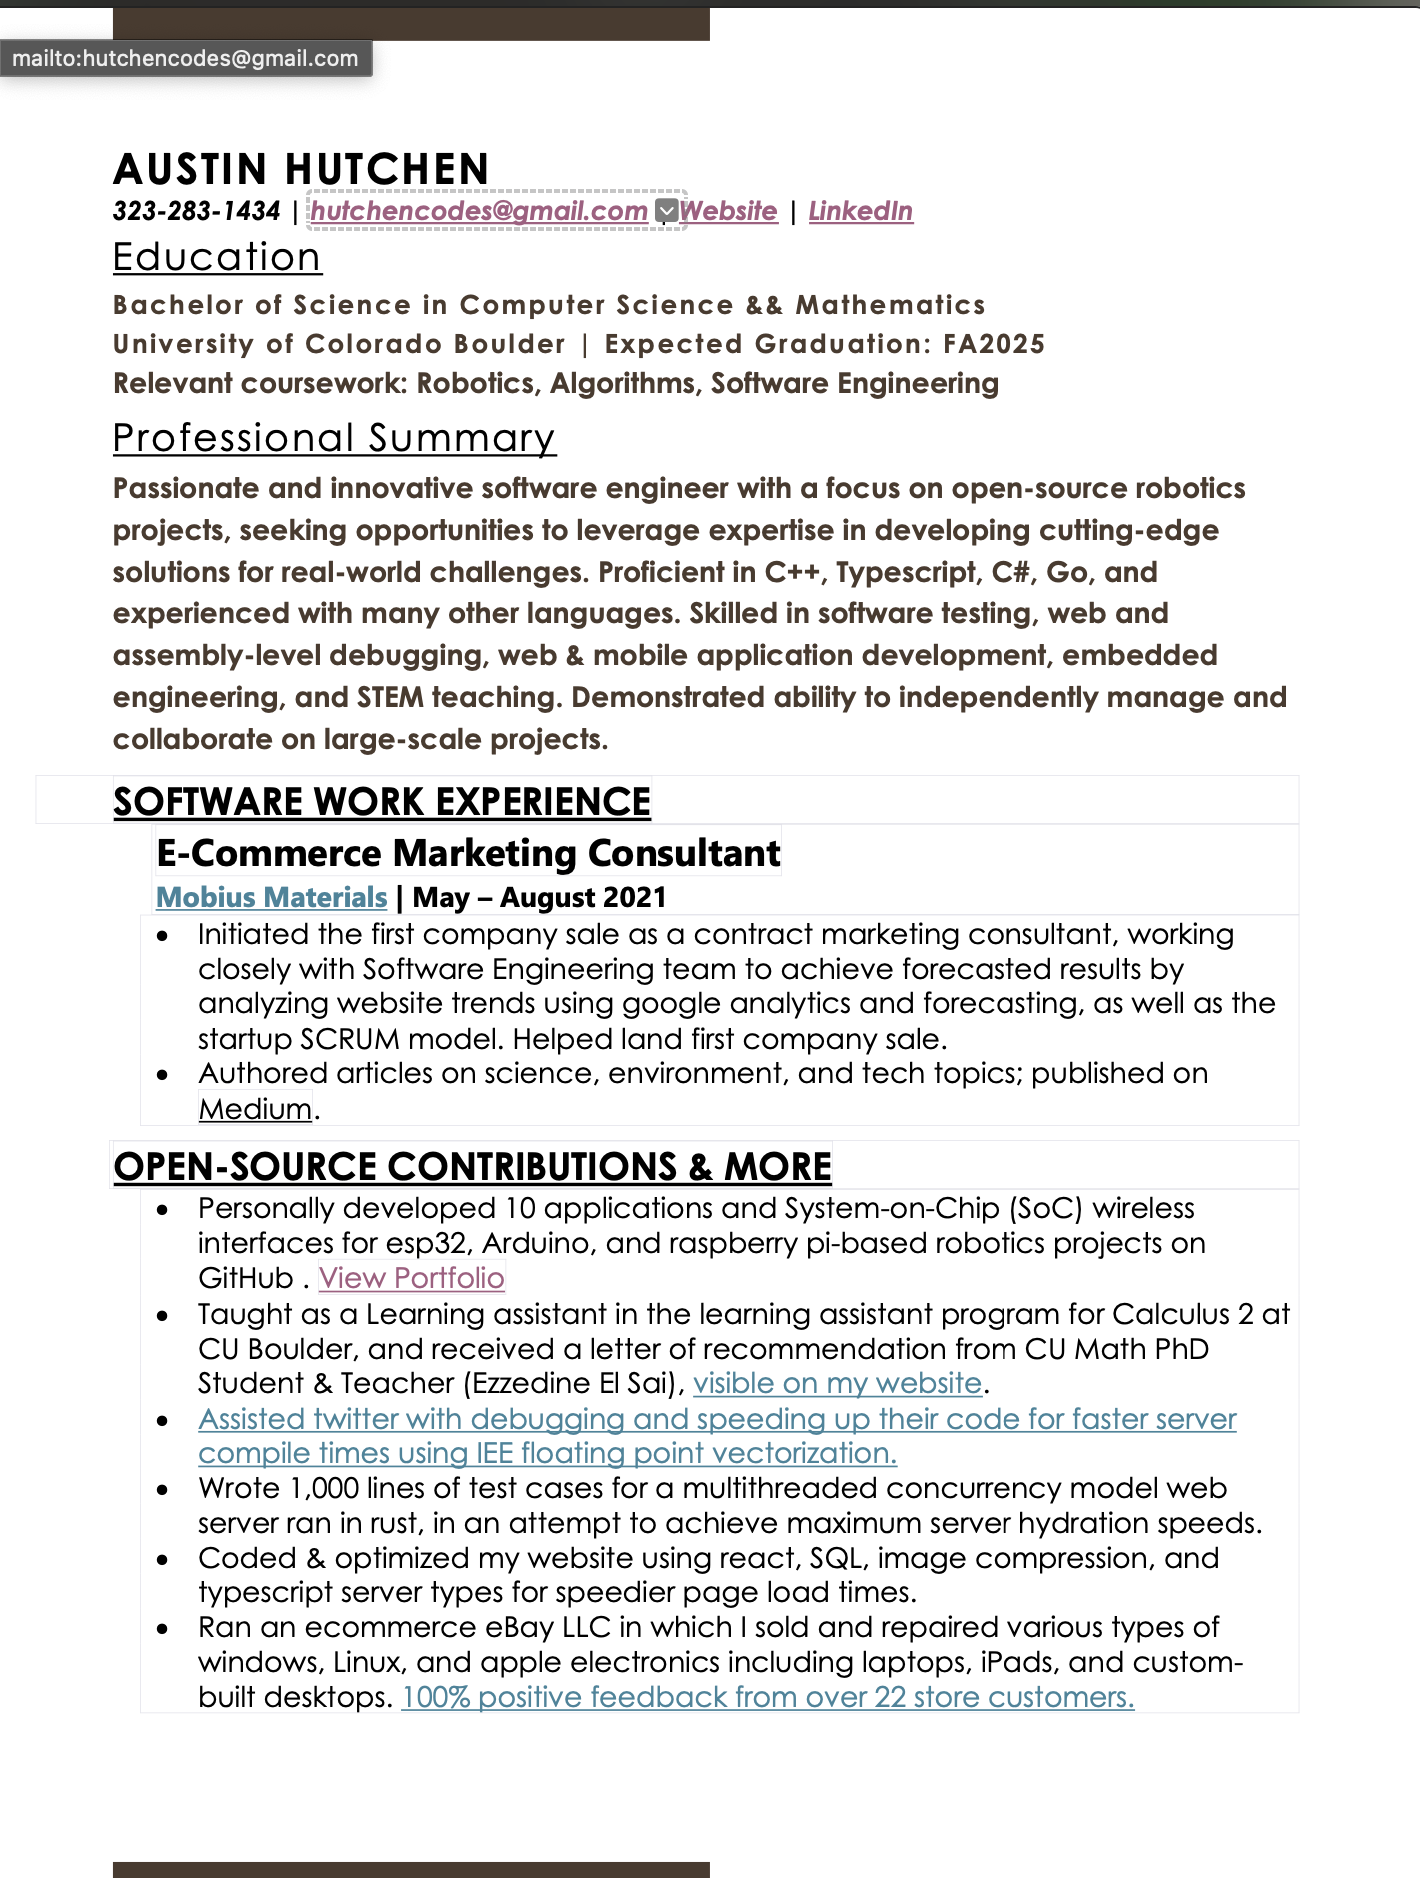 mailto:hutchencodes@gmail.com
AUSTIN HUTCHEN
323-283-1434 | hutchencodes@gmail.com | Website | LinkedIn
Education
Bachelor of Science in Computer Science && Mathematics
University of Colorado Boulder | Expected Graduation: FA2025
Relevant coursework: Robotics, Algorithms, Software Engineering
Professional Summary
Passionate and innovative software engineer with a focus on open-source robotics
projects, seeking opportunities to leverage expertise in developing cutting-edge
solutions for real-world challenges. Proficient in C++, Typescript, C#, Go, and
experienced with many other languages. Skilled in software testing, web and
assembly-level debugging, web & mobile application development, embedded
engineering, and STEM teaching. Demonstrated ability to independently manage and
collaborate on large-scale projects.
SOFTWARE WORK EXPERIENCE
E-Commerce Marketing Consultant
Mobius Materials | May – August 2021
• Initiated the first company sale as a contract marketing consultant, working
closely with Software Engineering team to achieve forecasted results by
analyzing website trends using google analytics and forecasting, as well as the
startup SCRUM model. Helped land first company sale.
• Authored articles on science, environment, and tech topics; published on
Medium.
OPEN-SOURCE CONTRIBUTIONS & MORE
• Personally developed 10 applications and System-on-Chip (SoC) wireless
interfaces for esp32, Arduino, and raspberry pi-based robotics projects on
GitHub . View Portfolio
• Taught as a Learning assistant in the learning assistant program for Calculus 2 at
CU Boulder, and received a letter of recommendation from CU Math PhD
Student & Teacher (Ezzedine El Sai), visible on my website.
• Assisted twitter with debugging and speeding up their code for faster server
compile times using IEE floating point vectorization.
• Wrote 1,000 lines of test cases for a multithreaded concurrency model web
server ran in rust, in an attempt to achieve maximum server hydration speeds.
• Coded & optimized my website using react, SQL, image compression, and
typescript server types for speedier page load times.
• Ran an ecommerce eBay LLC in which I sold and repaired various types of
windows, Linux, and apple electronics including laptops, iPads, and custom-
built desktops. 100% positive feedback from over 22 store customers.